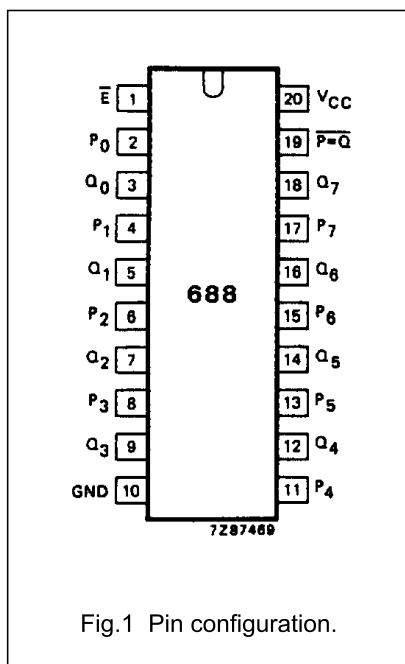 E̅ 1 20 VCC
P0 2 19 P̅=̅Q̅
Q0 3 18 Q7
P1 4 17 P7
Q1 5 16 Q6
688
P2 6 15 P6
Q2 7 14 Q5
P3 8 13 P5
Q3 9 12 Q4
GND 10 11 P4
7Z87469
Fig.1 Pin configuration.